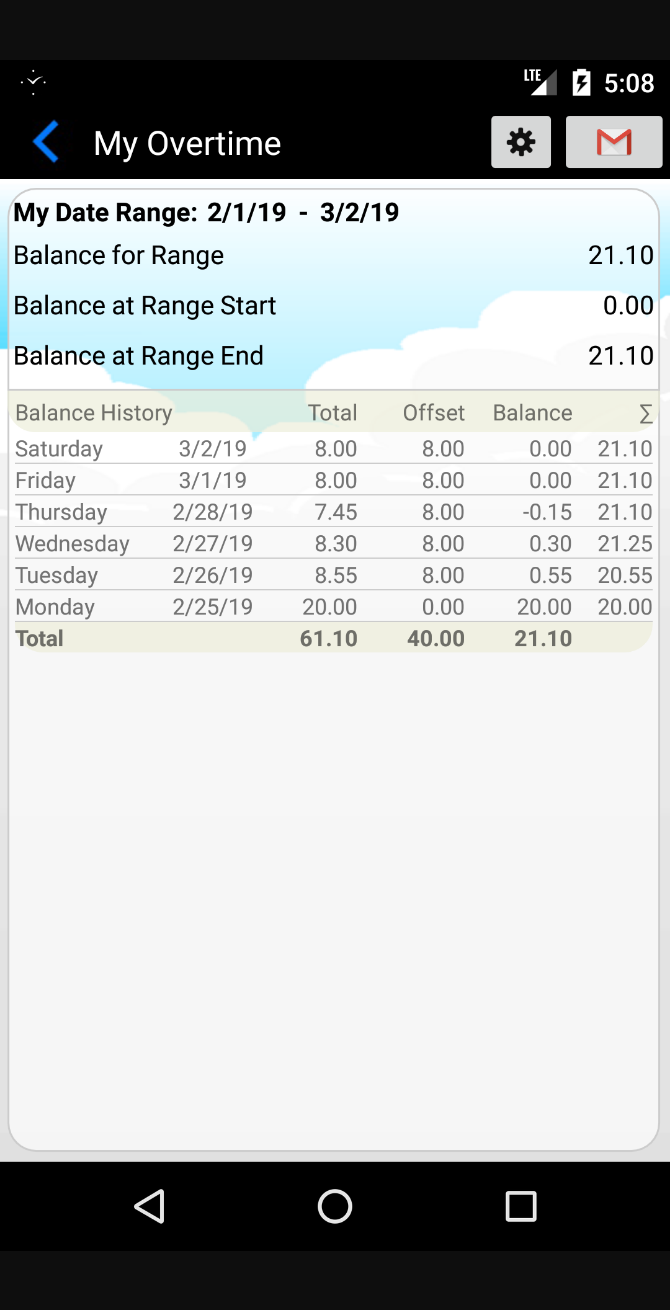 LTE 5:08
My Overtime
My Date Range: 2/1/19 - 3/2/19
Balance for Range 21.10
Balance at Range Start 0.00
Balance at Range End 21.10
Balance History Total Offset Balance Σ
Saturday 3/2/19 8.00 8.00 0.00 21.10
Friday 3/1/19 8.00 8.00 0.00 21.10
Thursday 2/28/19 7.45 8.00 -0.15 21.10
Wednesday 2/27/19 8.30 8.00 0.30 21.25
Tuesday 2/26/19 8.55 8.00 0.55 20.55
Monday 2/25/19 20.00 0.00 20.00 20.00
Total 61.10 40.00 21.10